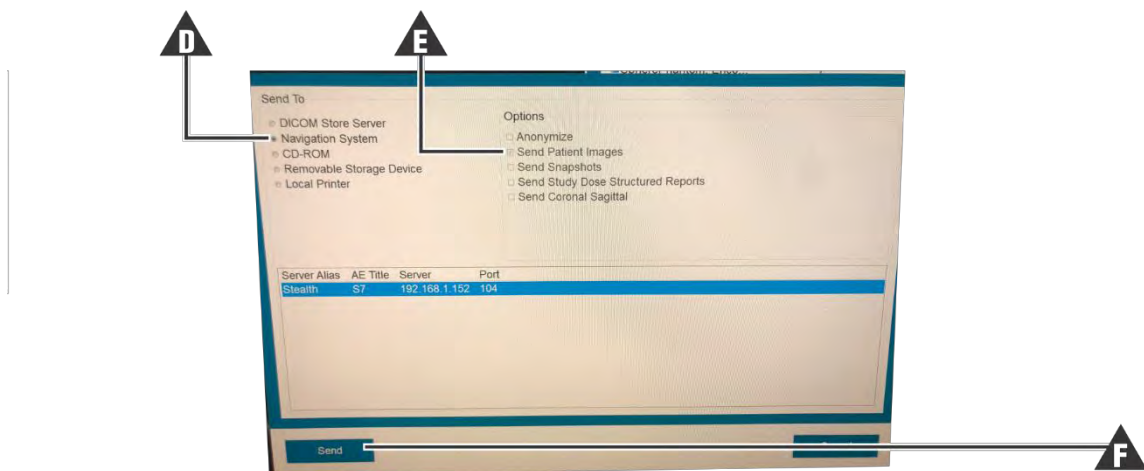 D
E
Send To
DICOM Store Server
Navigation System
CD-ROM
Removable Storage Device
Local Printer
Options
Anonymize
Send Patient Images
Send Snapshots
Send Study Dose Structured Reports
Send Coronal Sagittal
Server Alias AE Title Server Port
Stealth S7 192.168.1.152 104
Send
F